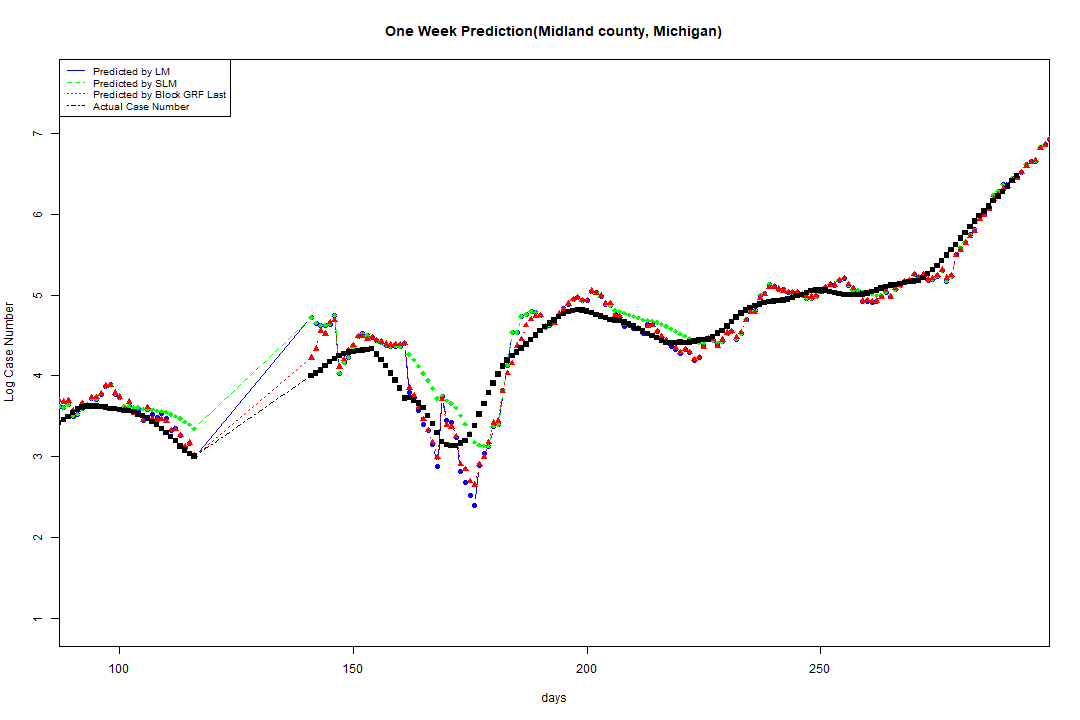 One Week Prediction(Midland county, Michigan)
Predicted by LM
Predicted by SLM
Predicted by Block GRF Last
Actual Case Number
7
6
5
4
3
2
1
Log Case Number
100 150 200 250
days